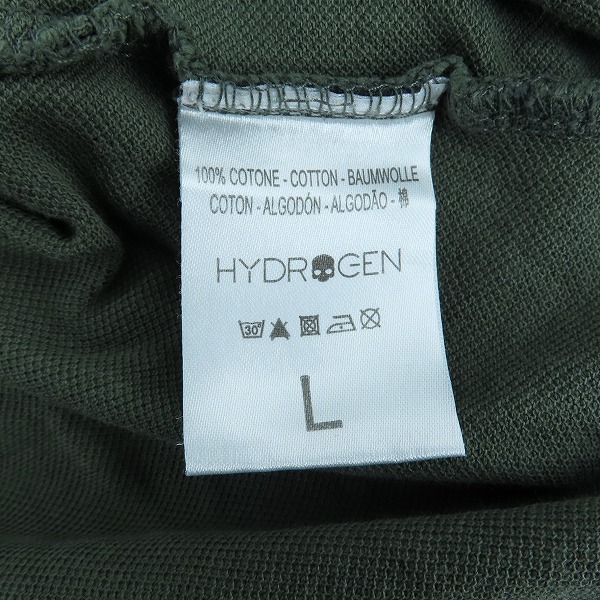 100% COTONE - COTTON - BAUMWOLLE
COTON - ALGODÓN - ALGODÃO - 棉
HYDROGEN
30°
L